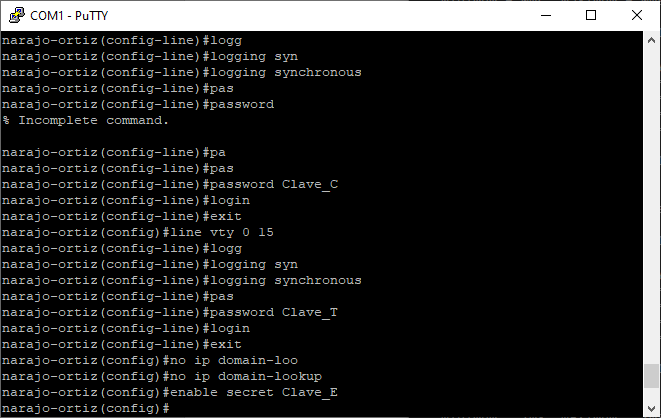 COM1 - PuTTY
narajo-ortiz(config-line)#logg
narajo-ortiz(config-line)#logging syn
narajo-ortiz(config-line)#logging synchronous
narajo-ortiz(config-line)#pas
narajo-ortiz(config-line)#password
% Incomplete command.

narajo-ortiz(config-line)#pa
narajo-ortiz(config-line)#pas
narajo-ortiz(config-line)#password Clave_C
narajo-ortiz(config-line)#login
narajo-ortiz(config-line)#exit
narajo-ortiz(config)#line vty 0 15
narajo-ortiz(config-line)#logg
narajo-ortiz(config-line)#logging syn
narajo-ortiz(config-line)#logging synchronous
narajo-ortiz(config-line)#pas
narajo-ortiz(config-line)#password Clave_T
narajo-ortiz(config-line)#login
narajo-ortiz(config-line)#exit
narajo-ortiz(config)#no ip domain-loo
narajo-ortiz(config)#no ip domain-lookup
narajo-ortiz(config)#enable secret Clave_E
narajo-ortiz(config)#